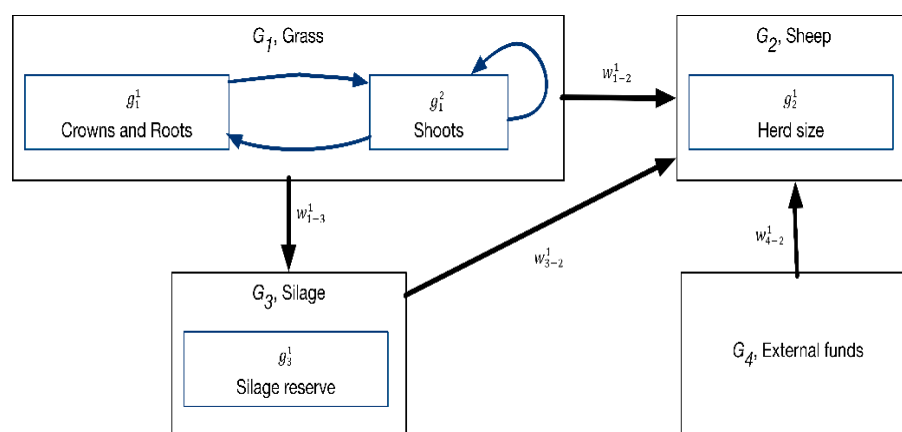 G₁, Grass
g₁¹
Crowns and Roots
g₁²
Shoots
w¹₁₋₂
G₂, Sheep
g₂¹
Herd size
w¹₁₋₃
w¹₃₋₂
w¹₄₋₂
G₃, Silage
g₃¹
Silage reserve
G₄, External funds